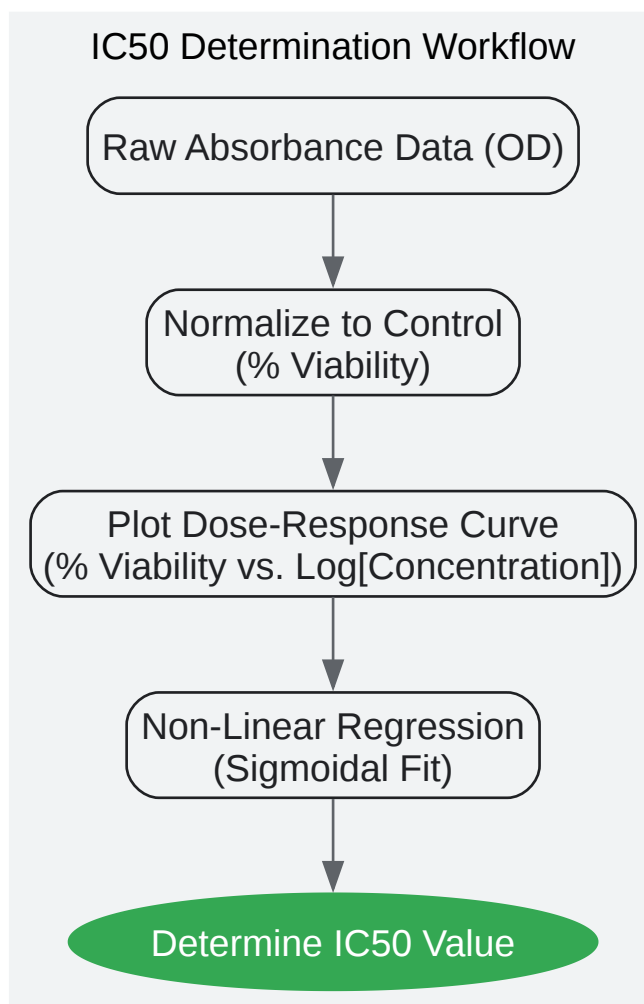 IC50 Determination Workflow
Raw Absorbance Data (OD)
Normalize to Control
(% Viability)
Plot Dose-Response Curve
(% Viability vs. Log[Concentration])
Non-Linear Regression
(Sigmoidal Fit)
Determine IC50 Value